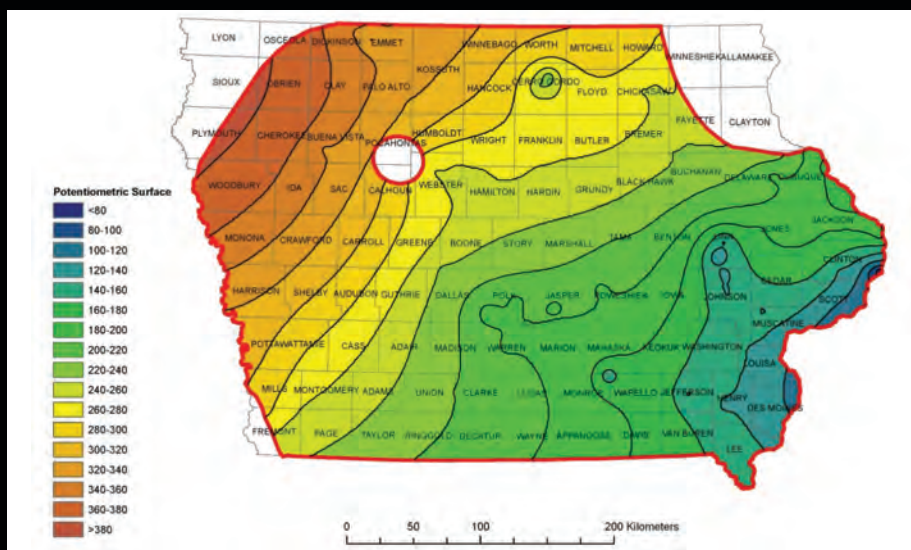 LYON OSCEOLA DICKINSON EMMET WINNEBAGO WORTH MITCHELL HOWARD WINNESHIEK ALLAMAKEE
KOSSUTH
SIOUX OBRIEN CLAY PALO ALTO HANCOCK CERRO GORDO FLOYD CHICKASAW
FAYETTE CLAYTON
PLYMOUTH CHEROKEE BUENA VISTA POCAHONTAS HUMBOLDT WRIGHT FRANKLIN BUTLER BREMER
WOODBURY IDA SAC CALHOUN WEBSTER HAMILTON HARDIN GRUNDY BLACK HAWK BUCHANAN DELAWARE DUBUQUE
MONONA CRAWFORD CARROLL GREENE BOONE STORY MARSHALL TAMA BENTON LINN JONES JACKSON
CLINTON
HARRISON SHELBY AUDUBON GUTHRIE DALLAS POLK JASPER POWESHIEK IOWA JOHNSON CEDAR SCOTT
MUSCATINE
POTTAWATTAMIE CASS ADAIR MADISON WARREN MARION MAHASKA KEOKUK WASHINGTON
LOUISA
MILLS MONTGOMERY ADAMS UNION CLARKE LUCAS MONROE WAPELLO JEFFERSON HENRY DES MOINES
FREMONT PAGE TAYLOR RINGGOLD DECATUR WAYNE APPANOOSE DAVIS VAN BUREN
LEE
Potentiometric Surface
<80
80-100
100-120
120-140
140-160
160-180
180-200
200-220
220-240
240-260
260-280
280-300
300-320
320-340
340-360
360-380
>380
0 50 100 200 Kilometers